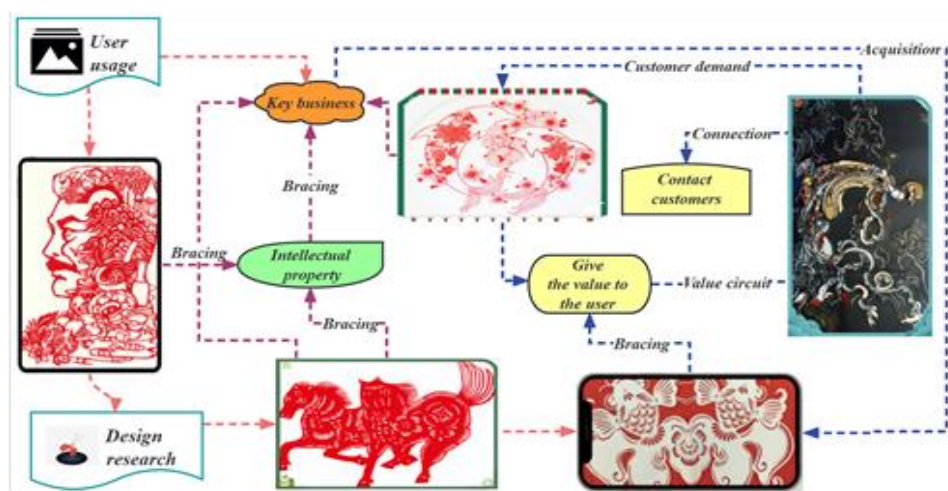 User
usage
Acquisition
Customer demand
Key business
Connection
Contact
customers
Bracing
Bracing
Intellectual
property
Give
the value to
the user
Value circuit
Bracing
Bracing
Design
research